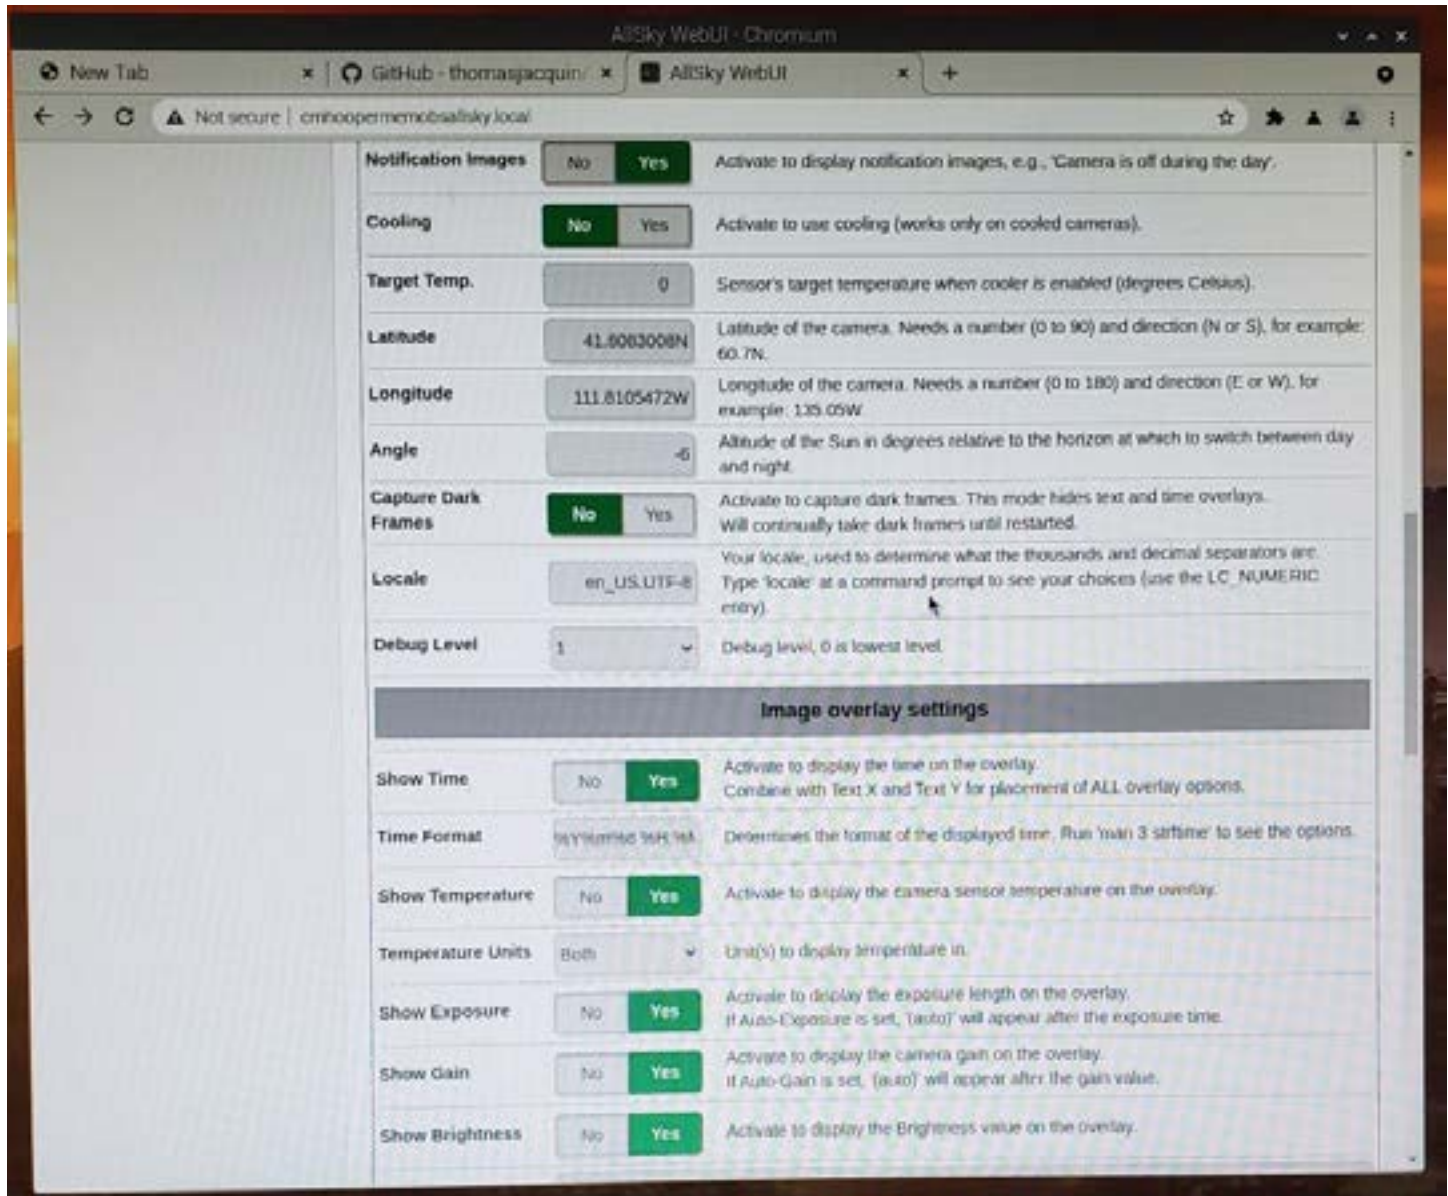 AllSky WebUI - Chromium
New Tab
GitHub - thomasjacquin/
AllSky WebUI
Not secure | cmhoopermemobsallsky.local
Notification Images No Yes Activate to display notification images, e.g., 'Camera is off during the day'.
Cooling No Yes Activate to use cooling (works only on cooled cameras).
Target Temp. 0 Sensor's target temperature when cooler is enabled (degrees Celsius).
Latitude 41.6083008N Latitude of the camera. Needs a number (0 to 90) and direction (N or S), for example:
60.7N.
Longitude 111.8105472W Longitude of the camera. Needs a number (0 to 180) and direction (E or W), for
example: 135.05W
Angle -6 Altitude of the Sun in degrees relative to the horizon at which to switch between day
and night.
Capture Dark
Frames No Yes Activate to capture dark frames. This mode hides text and time overlays.
Will continually take dark frames until restarted.
Locale en_US.UTF-8 Your locale, used to determine what the thousands and decimal separators are.
Type 'locale' at a command prompt to see your choices (use the LC_NUMERIC
entry).
Debug Level 1 Debug level, 0 is lowest level.
Image overlay settings
Show Time No Yes Activate to display the time on the overlay.
Combine with Text X and Text Y for placement of ALL overlay options.
Time Format Determines the format of the displayed time. Run 'man 3 strftime' to see the options.
Show Temperature No Yes Activate to display the camera sensor temperature on the overlay.
Temperature Units Both Unit(s) to display temperature in.
Show Exposure No Yes Activate to display the exposure length on the overlay.
If Auto-Exposure is set, '(auto)' will appear after the exposure time.
Show Gain No Yes Activate to display the camera gain on the overlay.
If Auto-Gain is set, '(auto)' will appear after the gain value.
Show Brightness No Yes Activate to display the Brightness value on the overlay.